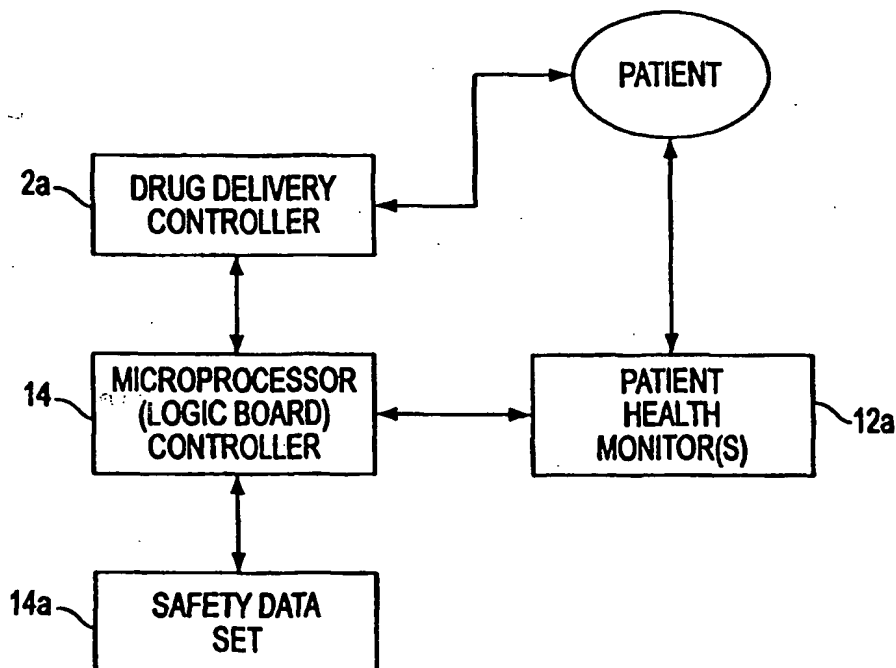 PATIENT
2a
DRUG DELIVERY
CONTROLLER
14
MICROPROCESSOR
(LOGIC BOARD)
CONTROLLER
PATIENT
HEALTH
MONITOR(S)
12a
14a
SAFETY DATA
SET